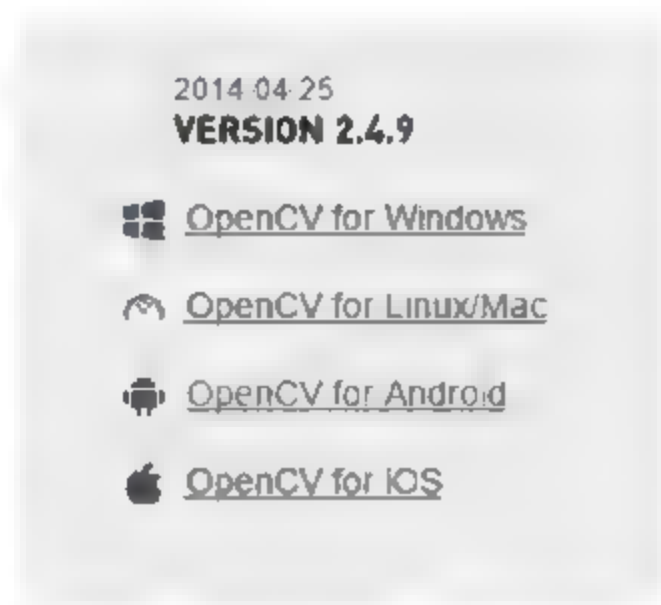 2014-04-25
VERSION 2.4.9
OpenCV for Windows
OpenCV for Linux/Mac
OpenCV for Android
OpenCV for iOS